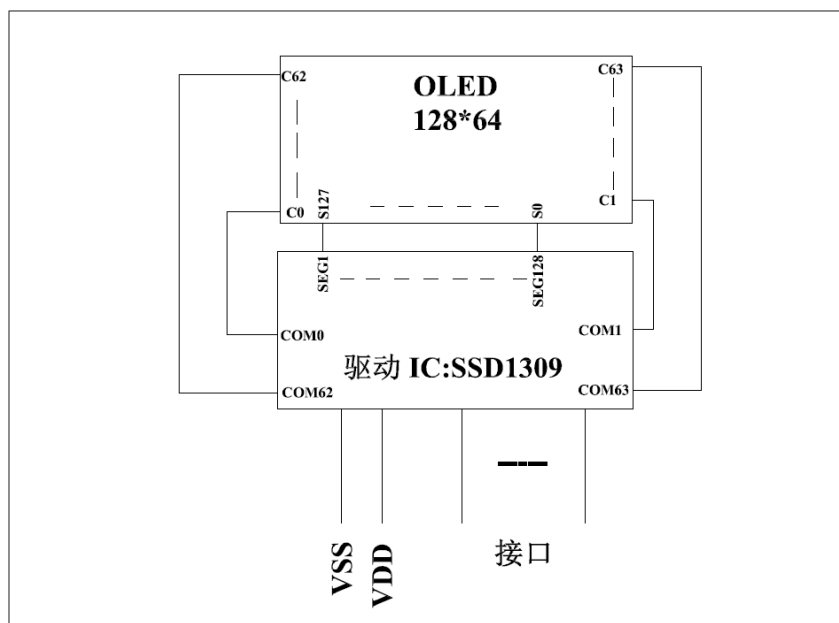 C62
OLED
C63
128*64
C0
S127
S0
C1
SEG1
SEG128
COM0
COM1
驱动 IC:SSD1309
COM62
COM63
VSS
VDD
接口